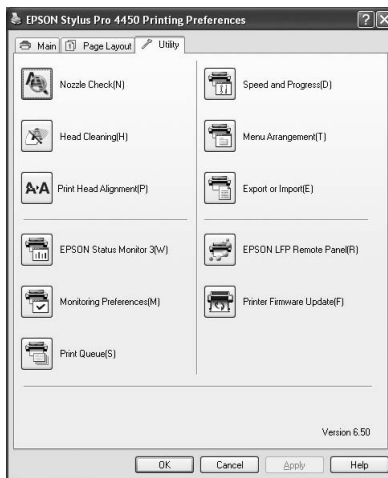 EPSON Stylus Pro 4450 Printing Preferences
Main
Page Layout
Utility
Nozzle Check(N)
Head Cleaning(H)
Print Head Alignment(P)
Speed and Progress(D)
Menu Arrangement(T)
Export or Import(E)
EPSON Status Monitor 3(W)
Monitoring Preferences(M)
Print Queue(S)
EPSON LFP Remote Panel(R)
Printer Firmware Update(F)
Version 6.50
OK
Cancel
Apply
Help